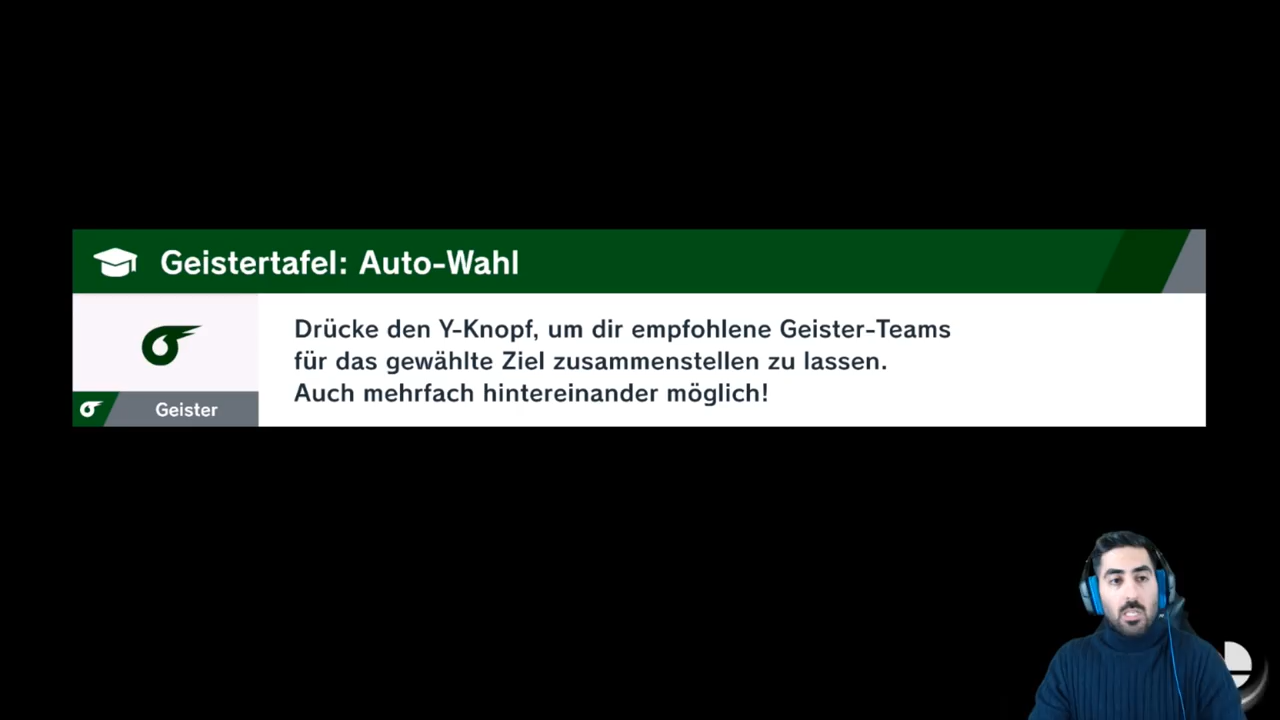 Geistertafel: Auto-Wahl
Drücke den Y-Knopf, um dir empfohlene Geister-Teams
für das gewählte Ziel zusammenstellen zu lassen.
Auch mehrfach hintereinander möglich!
Geister